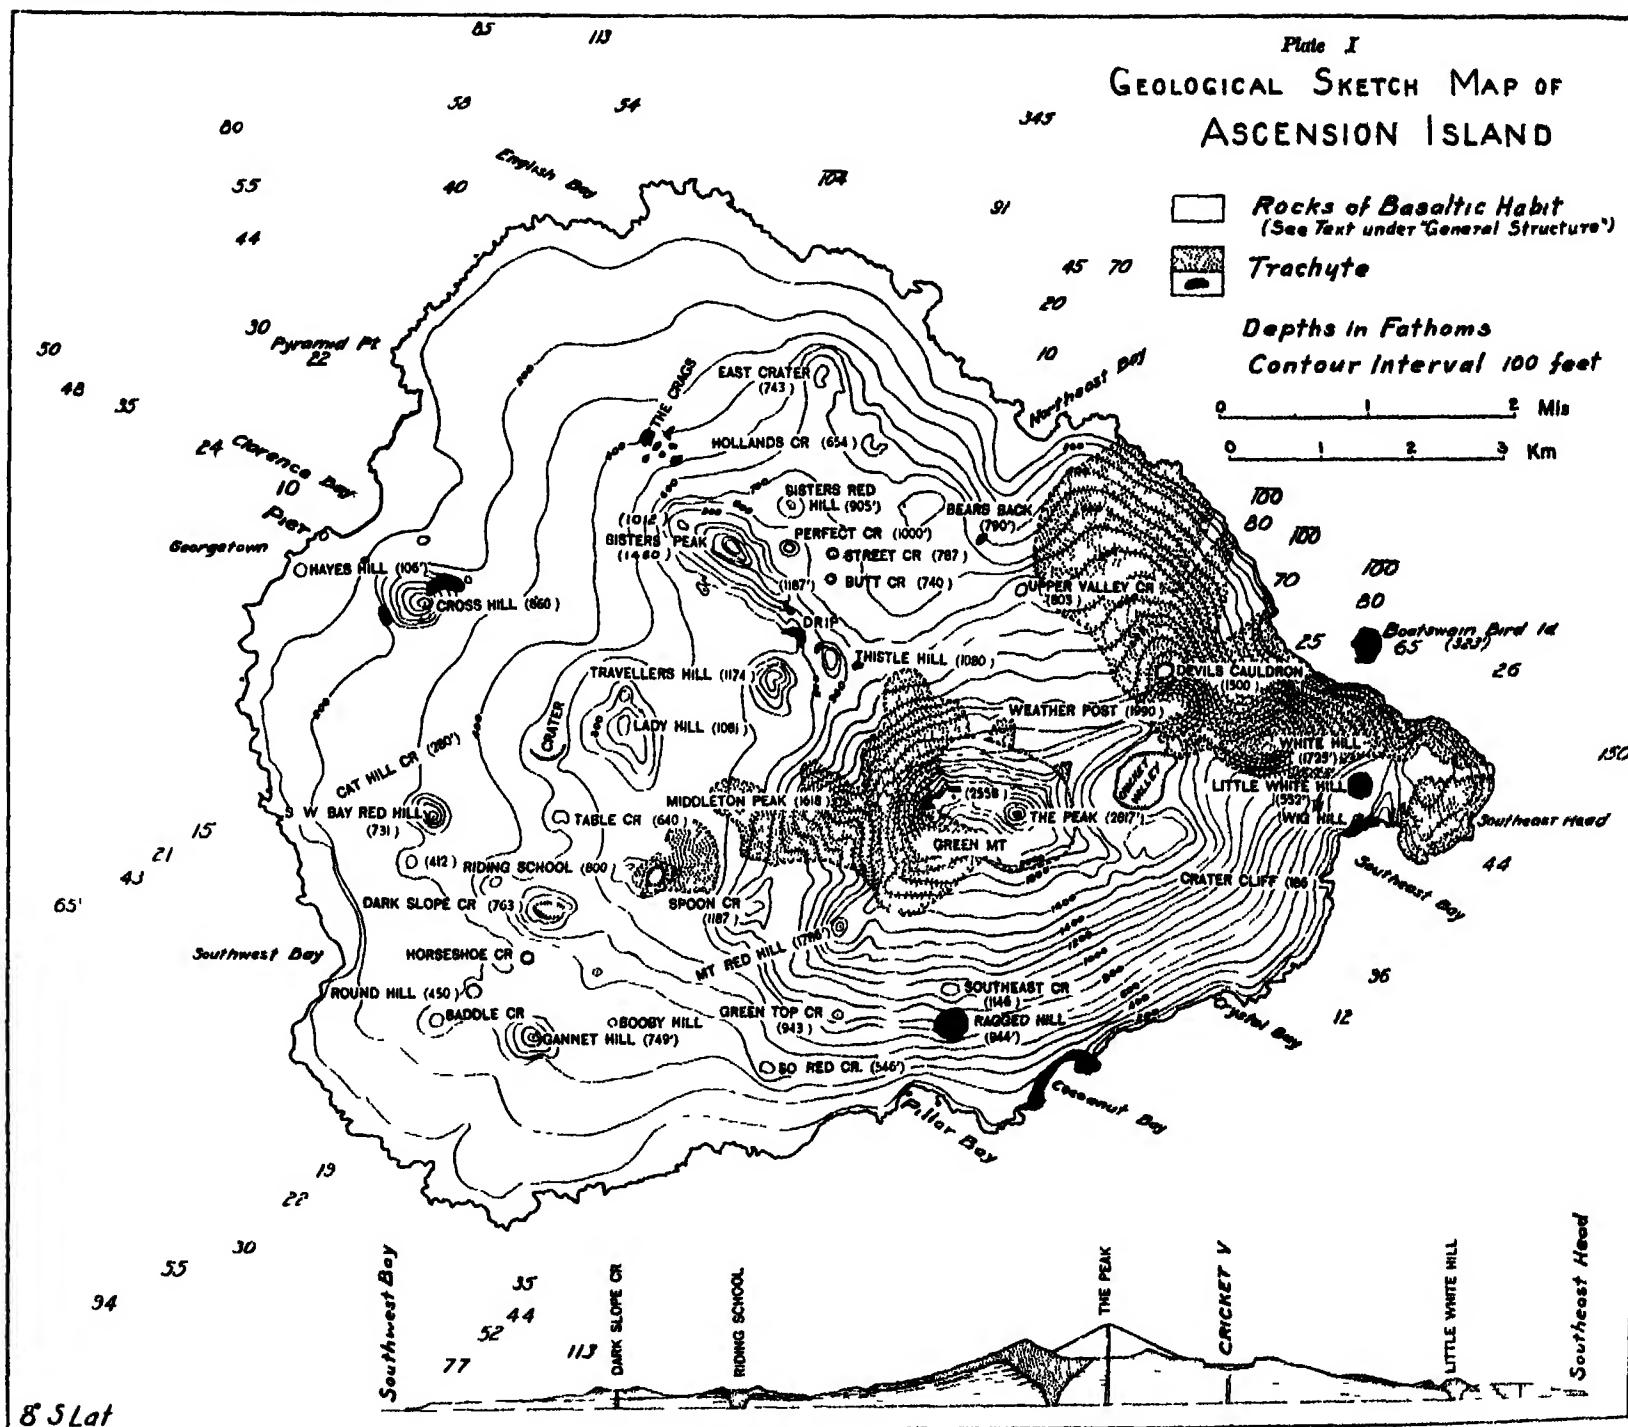 Plate I
GEOLOGICAL SKETCH MAP OF
ASCENSION ISLAND
Rocks of Basaltic Habit
(See Text under "General Structure")
Trachyte
Depths in Fathoms
Contour Interval 100 feet
0 1 2 Mls
0 1 2 3 Km
85
113
58
54
80
345
English Bay
55
40
104
91
44
45 70
20
30
Pyramid Pt
22
50
48
35
10
Northeast Bay
EAST CRATER
(743)
THE CRAGS
HOLLANDS CR (654)
24
Clarence Bay
10
PIER
Georgetown
SISTERS RED
HILL (905')
BEARS BACK
(790')
(1012)
SISTERS PEAK
(1460)
PERFECT CR (1000')
STREET CR (787)
BUTT CR (740)
(1187')
UPPER VALLEY CR
(803)
100
80
100
70
100
80
HAYES HILL (106')
CROSS HILL (860)
DRIP
THISTLE HILL (1080)
TRAVELLERS HILL (1174)
25
Boatswain Bird Id
65 (323')
26
DEVILS CAULDRON
(1500)
CRATER
LADY HILL (1081)
WEATHER POST (1990)
WHITE HILL
(1725')
150
CAT HILL CR (280')
CRICKET
VALLEY
LITTLE WHITE HILL
(552')
WIG HILL
Southeast Head
MIDDLETON PEAK (1618)
(2558)
THE PEAK (2817')
GREEN MT
S W BAY RED HILL
(731)
TABLE CR (640)
15
21
43
65'
(412)
RIDING SCHOOL (800)
44
Southeast Bay
CRATER CLIFF (186
DARK SLOPE CR (763)
SPOON CR
(1187)
MT RED HILL (1786')
Southwest Bay
HORSESHOE CR
ROUND HILL (450)
SOUTHEAST CR
(1146)
96
12
SADDLE CR
GREEN TOP CR
(943)
BOOBY HILL
GANNET HILL (749')
RAGGED HILL
(944')
Crystal Bay
SO RED CR. (546')
Cocoanut Bay
Pillar Bay
19
22
30
55
94
35
44
52
77
113
Southwest Bay
DARK SLOPE CR
RIDING SCHOOL
THE PEAK
CRICKET V
LITTLE WHITE HILL
Southeast Head
8° S Lat